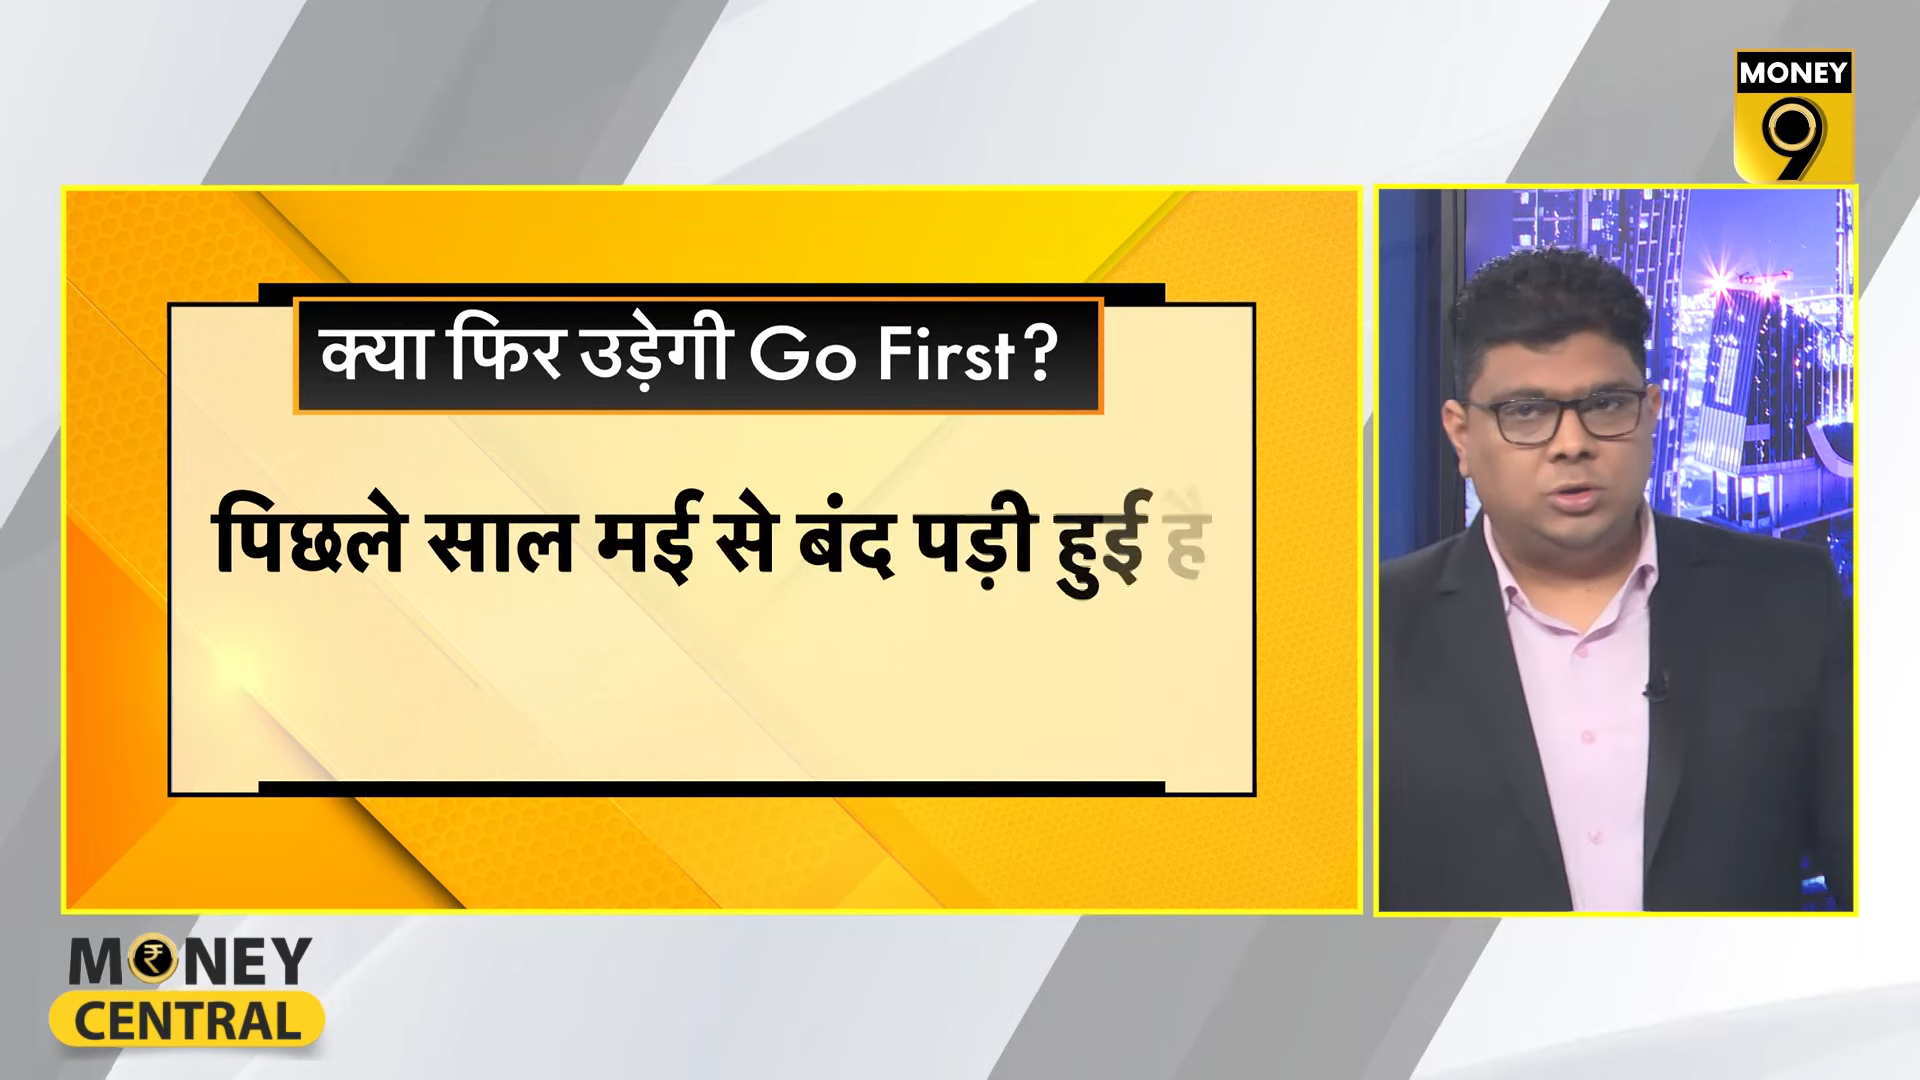 MONEY
9
क्या फिर उड़ेगी Go First?
पिछले साल मई से बंद पड़ी हुई है
MONEY
CENTRAL